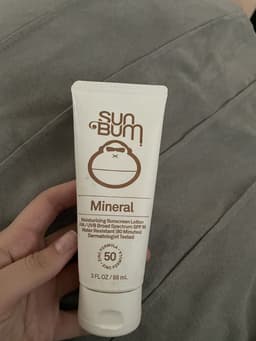 sun
Bum
Mineral
Moisturizing Sunscreen Lotion
UVA/UVB Broad Spectrum SPF 50
Water Resistant (80 Minutes)
Dermatologist Tested
50
3 FL OZ / 88 mL